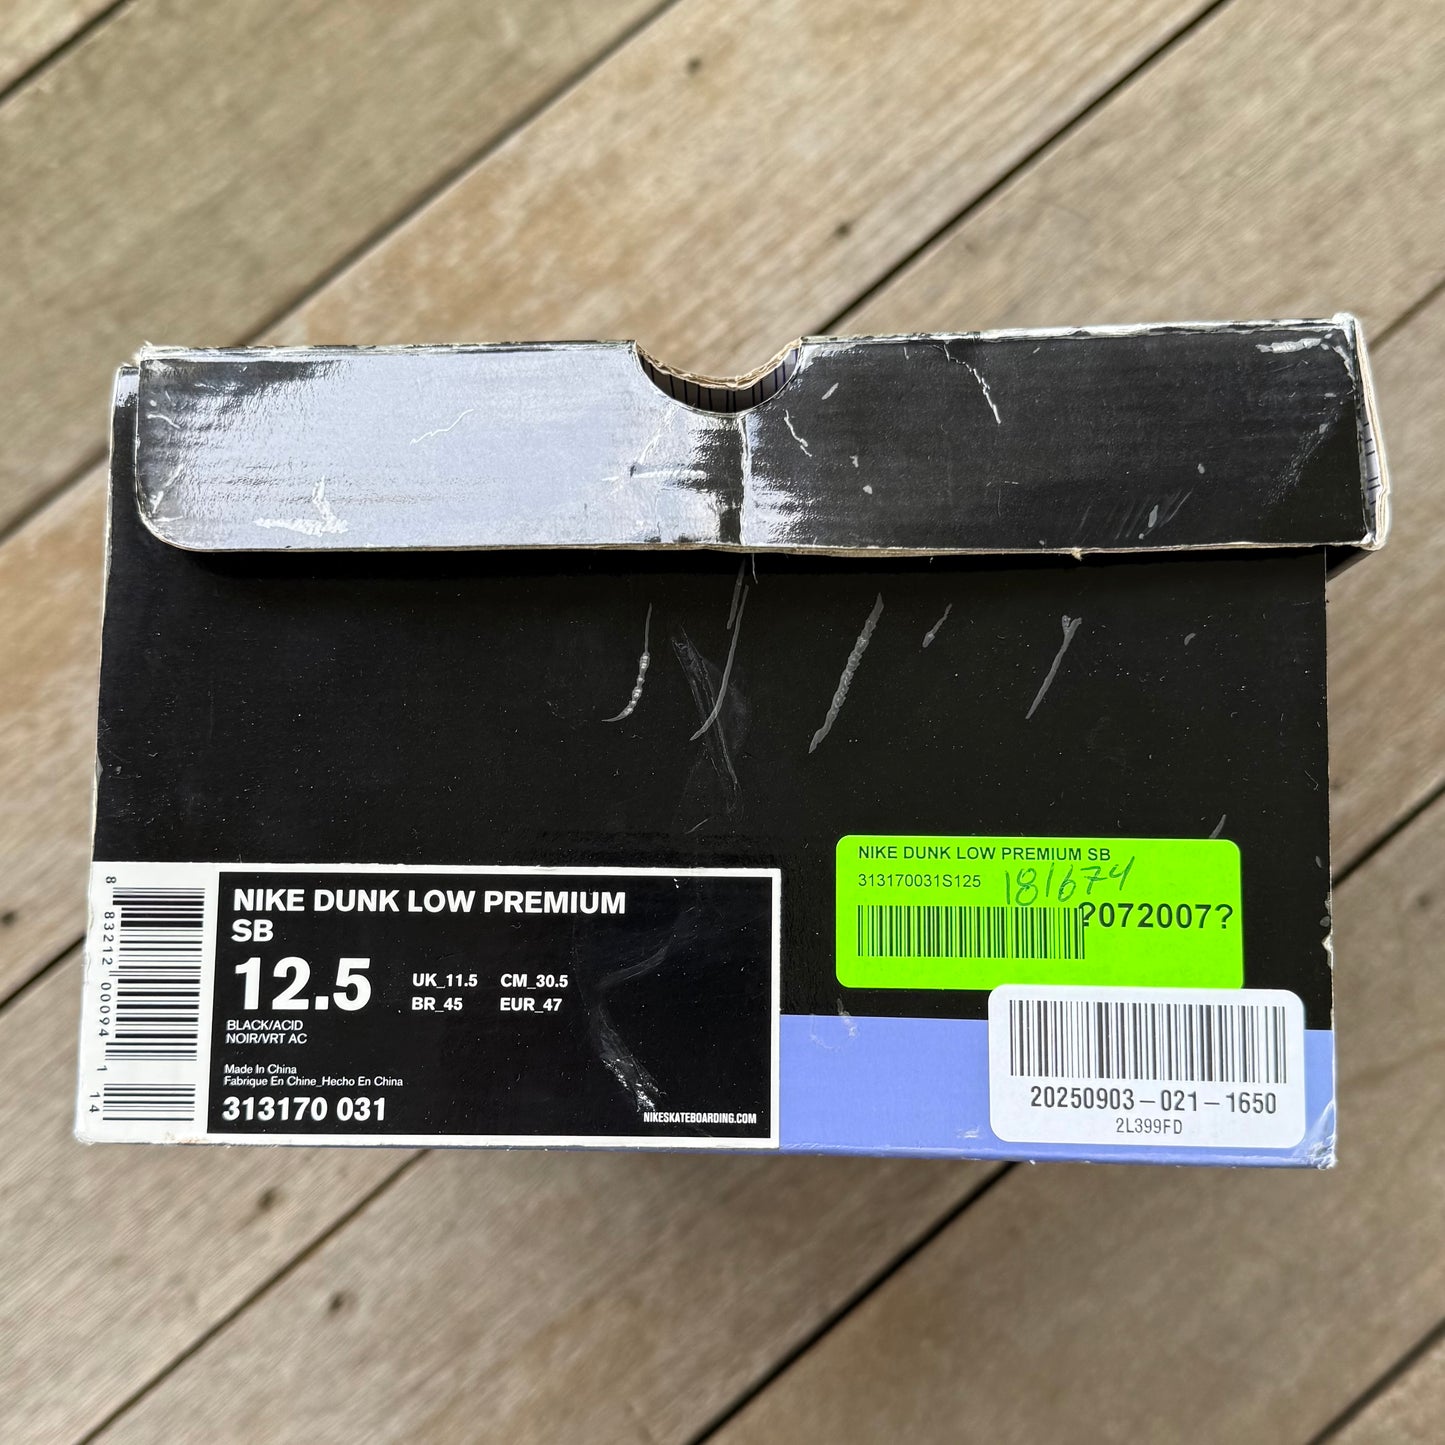 NIKE DUNK LOW PREMIUM SB
313170031S125
181674
?072007?
8 83212 00094 1
14
NIKE DUNK LOW PREMIUM
SB
12.5
UK_11.5 CM_30.5
BR_45 EUR_47
BLACK/ACID
NOIR/VRT AC
Made In China
Fabrique En Chine_Hecho En China
313170 031
NIKESKATEBOARDING.COM
20250903-021-1650
2L399FD